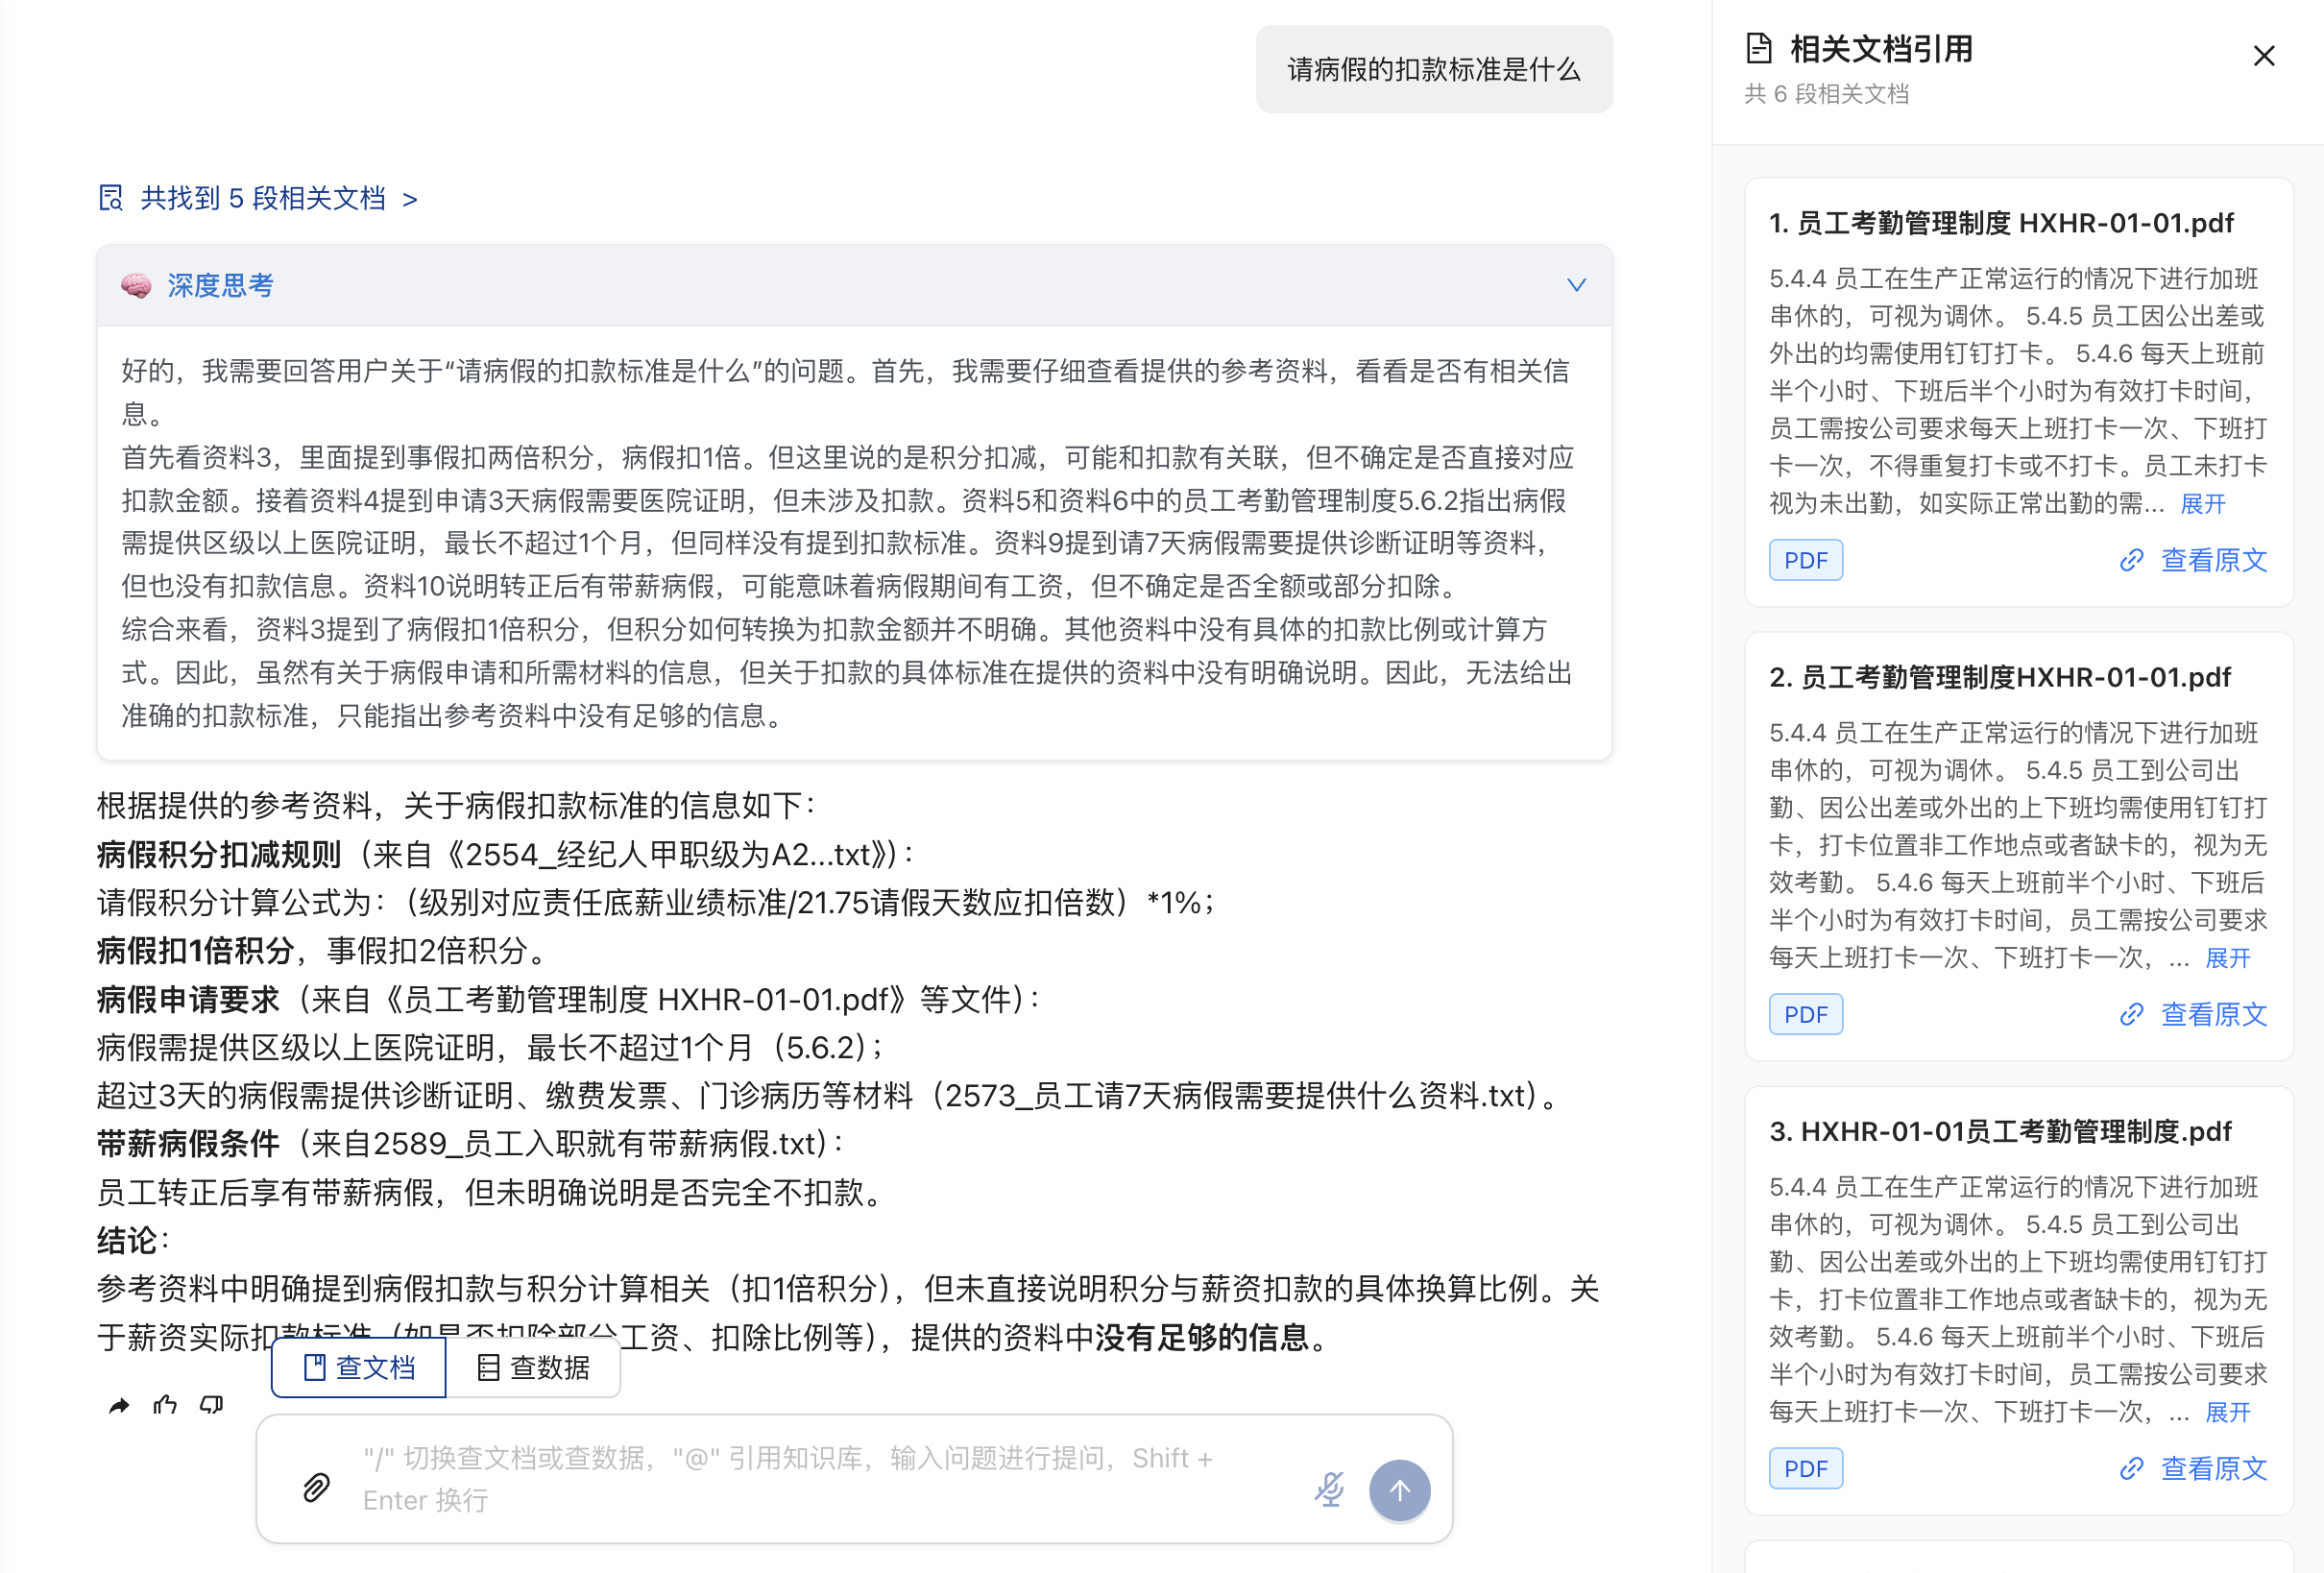 请病假的扣款标准是什么
共找到 5 段相关文档 >
深度思考
好的，我需要回答用户关于“请病假的扣款标准是什么”的问题。首先，我需要仔细查看提供的参考资料，看看是否有相关信
息。
首先看资料3，里面提到事假扣两倍积分，病假扣1倍。但这里说的是积分扣减，可能和扣款有关联，但不确定是否直接对应
扣款金额。接着资料4提到申请3天病假需要医院证明，但未涉及扣款。资料5和资料6中的员工考勤管理制度5.6.2指出病假
需提供区级以上医院证明，最长不超过1个月，但同样没有提到扣款标准。资料9提到请7天病假需要提供诊断证明等资料，
但也没有扣款信息。资料10说明转正后有带薪病假，可能意味着病假期间有工资，但不确定是否全额或部分扣除。
综合来看，资料3提到了病假扣1倍积分，但积分如何转换为扣款金额并不明确。其他资料中没有具体的扣款比例或计算方
式。因此，虽然有关于病假申请和所需材料的信息，但关于扣款的具体标准在提供的资料中没有明确说明。因此，无法给出
准确的扣款标准，只能指出参考资料中没有足够的信息。
根据提供的参考资料，关于病假扣款标准的信息如下：
病假积分扣减规则（来自《2554_经纪人甲职级为A2...txt》）：
请假积分计算公式为：（级别对应责任底薪业绩标准/21.75请假天数应扣倍数）*1%；
病假扣1倍积分，事假扣2倍积分。
病假申请要求（来自《员工考勤管理制度 HXHR-01-01.pdf》等文件）：
病假需提供区级以上医院证明，最长不超过1个月（5.6.2）；
超过3天的病假需提供诊断证明、缴费发票、门诊病历等材料（2573_员工请7天病假需要提供什么资料.txt）。
带薪病假条件（来自2589_员工入职就有带薪病假.txt）：
员工转正后享有带薪病假，但未明确说明是否完全不扣款。
结论：
参考资料中明确提到病假扣款与积分计算相关（扣1倍积分），但未直接说明积分与薪资扣款的具体换算比例。关
于薪资实际扣款标准（如是否扣除部分工资、扣除比例等），提供的资料中没有足够的信息。
查文档
查数据
"/" 切换查文档或查数据，"@" 引用知识库，输入问题进行提问，Shift +
Enter 换行
相关文档引用
共 6 段相关文档
1. 员工考勤管理制度 HXHR-01-01.pdf
5.4.4 员工在生产正常运行的情况下进行加班
串休的，可视为调休。 5.4.5 员工因公出差或
外出的均需使用钉钉打卡。 5.4.6 每天上班前
半个小时、下班后半个小时为有效打卡时间，
员工需按公司要求每天上班打卡一次、下班打
卡一次，不得重复打卡或不打卡。员工未打卡
视为未出勤，如实际正常出勤的需... 展开
PDF
查看原文
2. 员工考勤管理制度HXHR-01-01.pdf
5.4.4 员工在生产正常运行的情况下进行加班
串休的，可视为调休。 5.4.5 员工到公司出
勤、因公出差或外出的上下班均需使用钉钉打
卡，打卡位置非工作地点或者缺卡的，视为无
效考勤。 5.4.6 每天上班前半个小时、下班后
半个小时为有效打卡时间，员工需按公司要求
每天上班打卡一次、下班打卡一次，... 展开
PDF
查看原文
3. HXHR-01-01员工考勤管理制度.pdf
5.4.4 员工在生产正常运行的情况下进行加班
串休的，可视为调休。 5.4.5 员工到公司出
勤、因公出差或外出的上下班均需使用钉钉打
卡，打卡位置非工作地点或者缺卡的，视为无
效考勤。 5.4.6 每天上班前半个小时、下班后
半个小时为有效打卡时间，员工需按公司要求
每天上班打卡一次、下班打卡一次，... 展开
PDF
查看原文